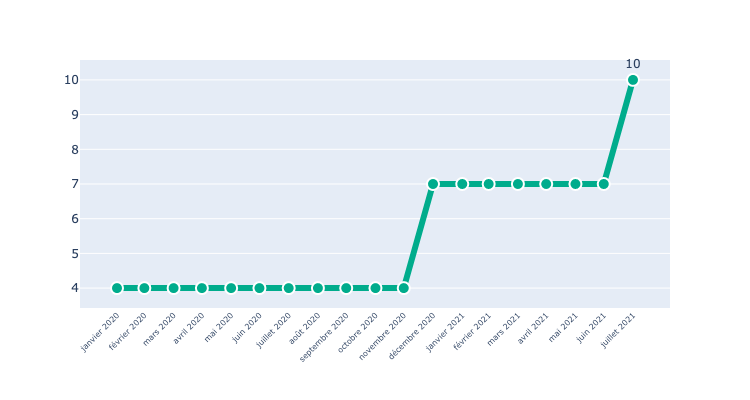 10
10
9
8
7
6
5
4
janvier 2020
février 2020
mars 2020
avril 2020
mai 2020
juin 2020
juillet 2020
août 2020
septembre 2020
octobre 2020
novembre 2020
décembre 2020
janvier 2021
février 2021
mars 2021
avril 2021
mai 2021
juin 2021
juillet 2021